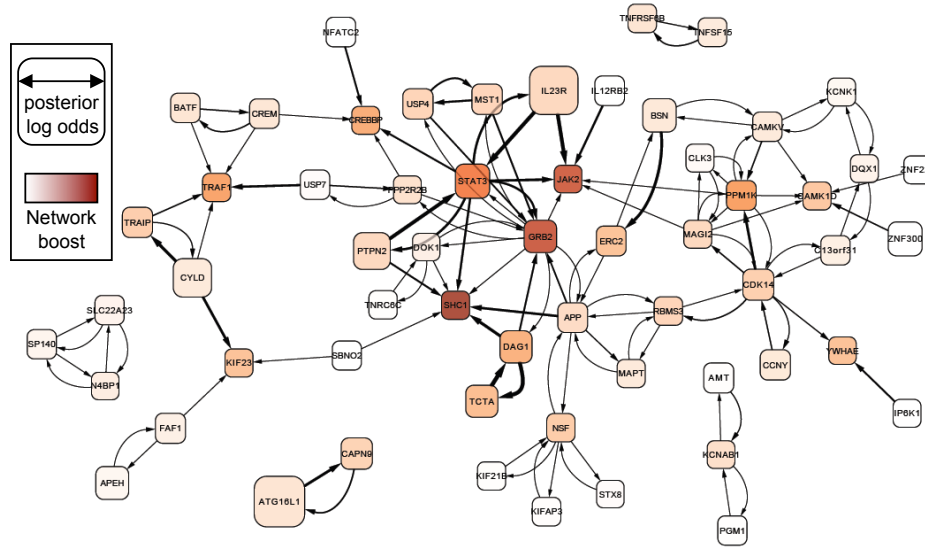 posterior
log odds
Network
boost
TNFRSF6B
TNFSF15
NFATC2
BATF
CREM
CREBBP
USP4
MST1
IL23R
IL12RB2
BSN
CAMKV
KCNK1
CLK3
DQX1
TRAF1
USP7
PPP2R2B
STAT3
JAK2
PPM1K
CAMK1D
TRAIP
PTPN2
DOK1
GRB2
ERC2
MAGI2
C13orf31
ZNF300
CYLD
TNRC6C
SHC1
APP
RBMS3
CDK14
SLC22A23
SP140
N4BP1
KIF23
SBNO2
DAG1
MAPT
CCNY
YWHAE
TCTA
AMT
IP6K1
FAF1
NSF
CAPN9
KCNAB1
APEH
ATG16L1
KIF21B
STX8
KIFAP3
PGM1